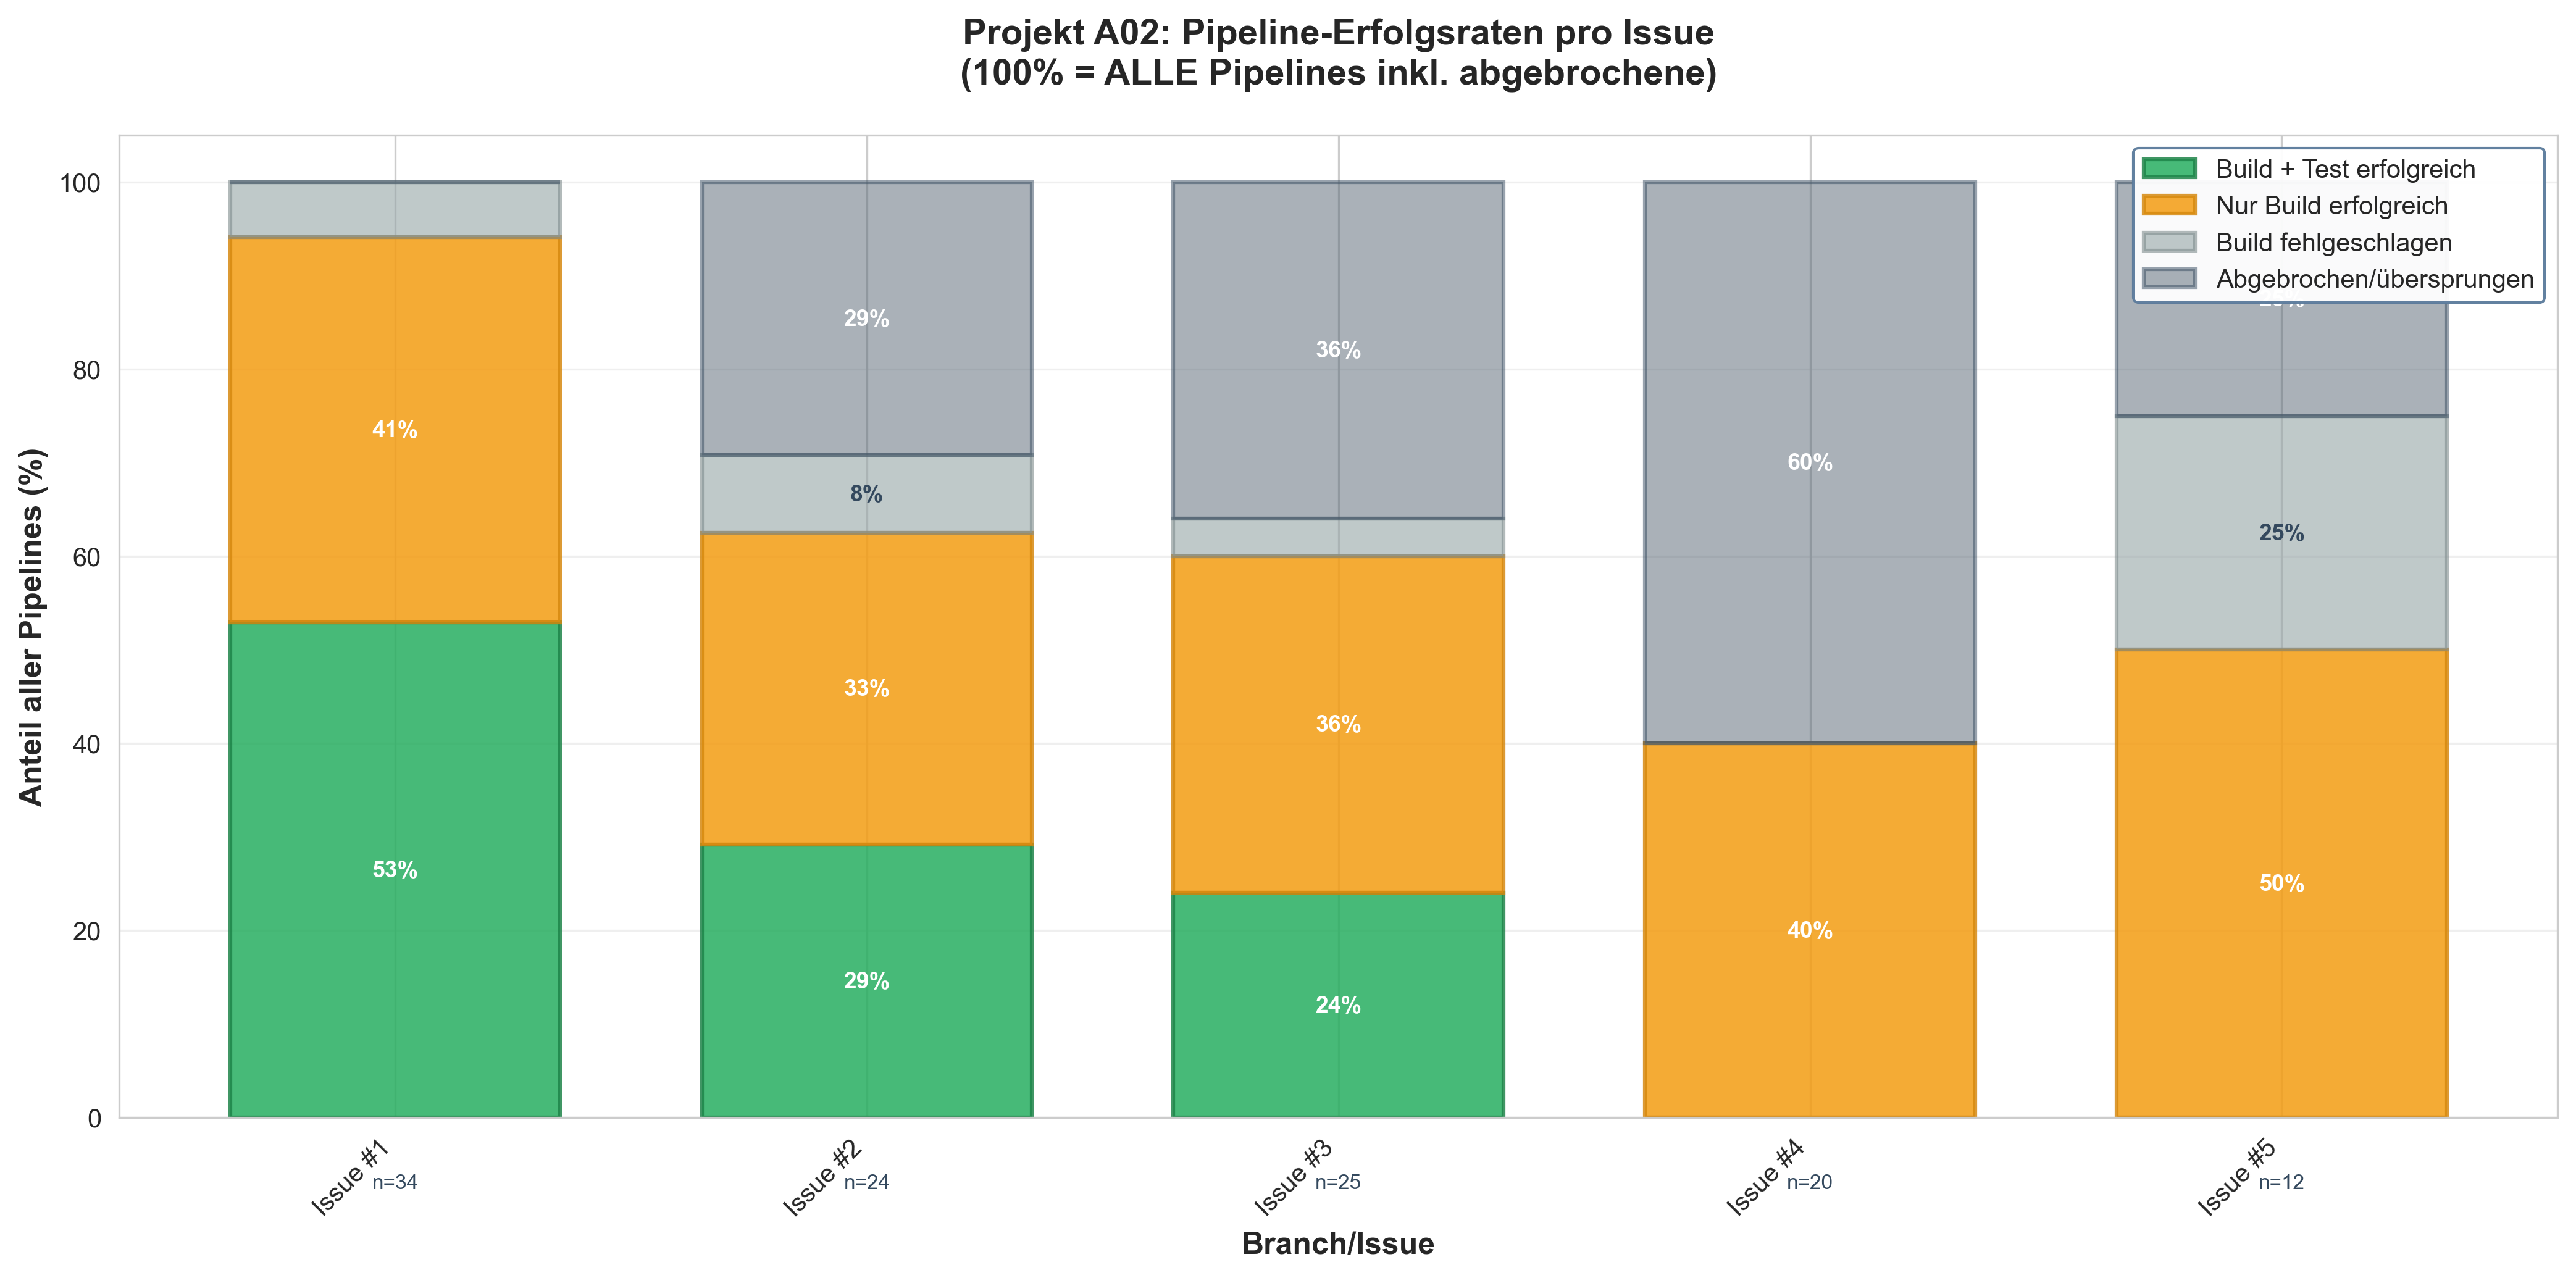 Projekt A02: Pipeline-Erfolgsraten pro Issue
(100% = ALLE Pipelines inkl. abgebrochene)
Anteil aller Pipelines (%)
100
80
60
40
20
0
Build + Test erfolgreich
Nur Build erfolgreich
Build fehlgeschlagen
Abgebrochen/übersprungen
41%
53%
29%
8%
33%
29%
36%
36%
24%
60%
40%
25%
50%
Issue #1
n=34
Issue #2
n=24
Issue #3
n=25
Issue #4
n=20
Issue #5
n=12
Branch/Issue